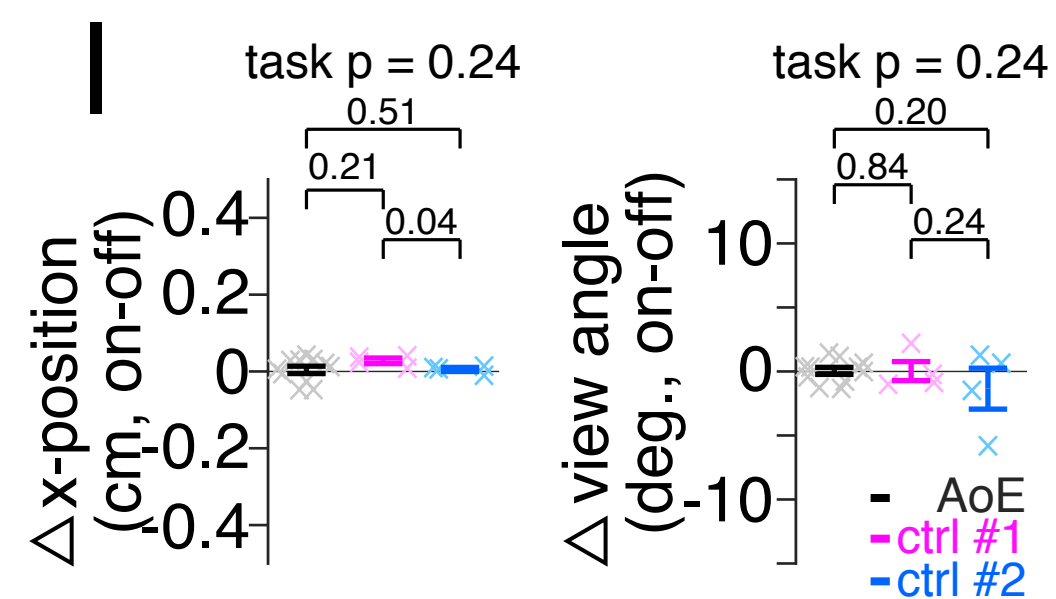 I
task p = 0.24
0.51
0.21
0.04
△x-position
(cm, on-off)
0.4
0.2
0
-0.2
-0.4
task p = 0.24
0.20
0.84
0.24
△view angle
(deg., on-off)
10
0
-10
AoE
ctrl #1
ctrl #2